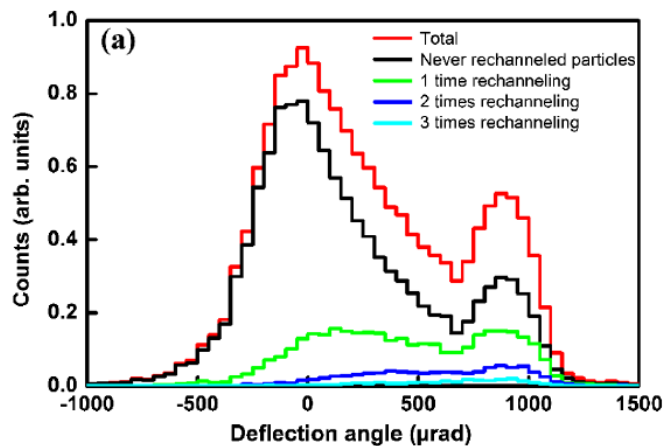 (a)
Total
Never rechanneled particles
1 time rechanneling
2 times rechanneling
3 times rechanneling
Counts (arb. units)
1.0
0.8
0.6
0.4
0.2
0.0
-1000 -500 0 500 1000 1500
Deflection angle (µrad)